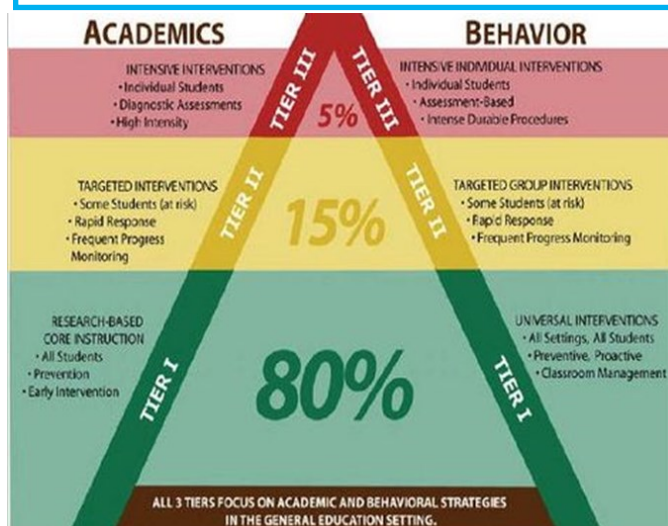 ACADEMICS
BEHAVIOR
INTENSIVE INTERVENTIONS
• Individual Students
• Diagnostic Assessments
• High Intensity
TIER III
5%
TIER III
INTENSIVE INDIVIDUAL INTERVENTIONS
• Individual Students
• Assessment-Based
• Intense Durable Procedures
TARGETED INTERVENTIONS
• Some Students (at risk)
• Rapid Response
• Frequent Progress
Monitoring
TIER II
15%
TIER II
TARGETED GROUP INTERVENTIONS
• Some Students (at risk)
• Rapid Response
• Frequent Progress Monitoring
RESEARCH-BASED
CORE INSTRUCTION
• All Students
• Prevention
• Early Intervention
TIER I
80%
TIER I
UNIVERSAL INTERVENTIONS
• All Settings, All Students
• Preventive, Proactive
• Classroom Management
ALL 3 TIERS FOCUS ON ACADEMIC AND BEHAVIORAL STRATEGIES
IN THE GENERAL EDUCATION SETTING.